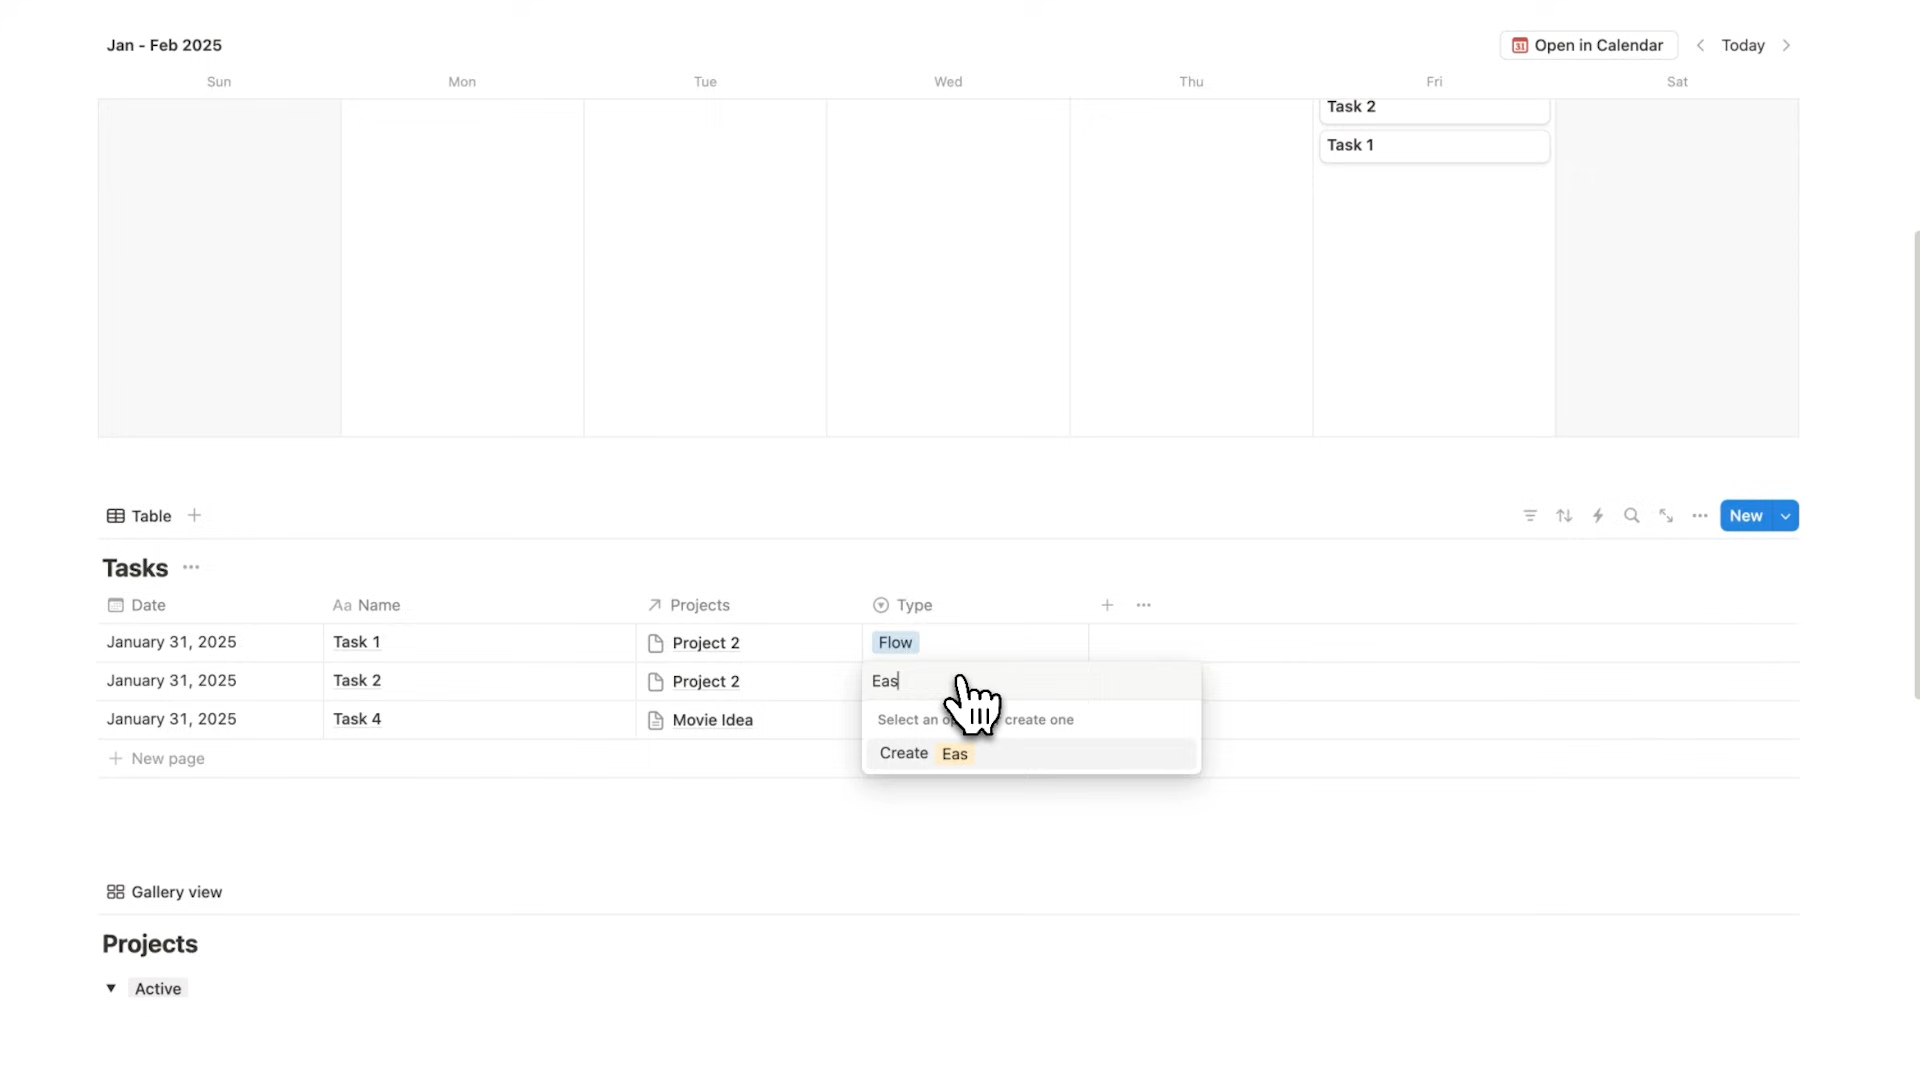 Jan - Feb 2025
31 Open in Calendar Today
Sun Mon Tue Wed Thu Fri Sat
Task 2
Task 1
Table
New
Tasks
Date Aa Name Projects Type
January 31, 2025 Task 1 Project 2 Flow
January 31, 2025 Task 2 Project 2 Eas
January 31, 2025 Task 4 Movie Idea Select an create one
New page Create Eas
Gallery view
Projects
Active